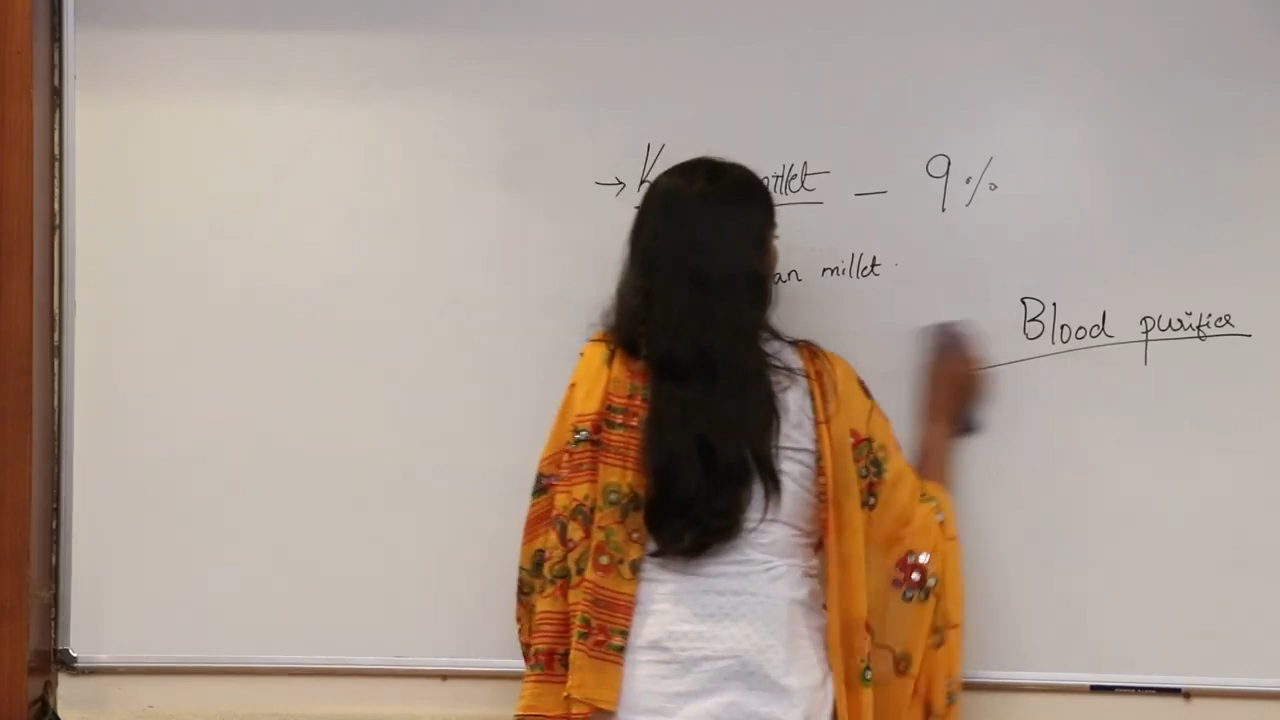 → millet – 9%
millet.
Blood purifier